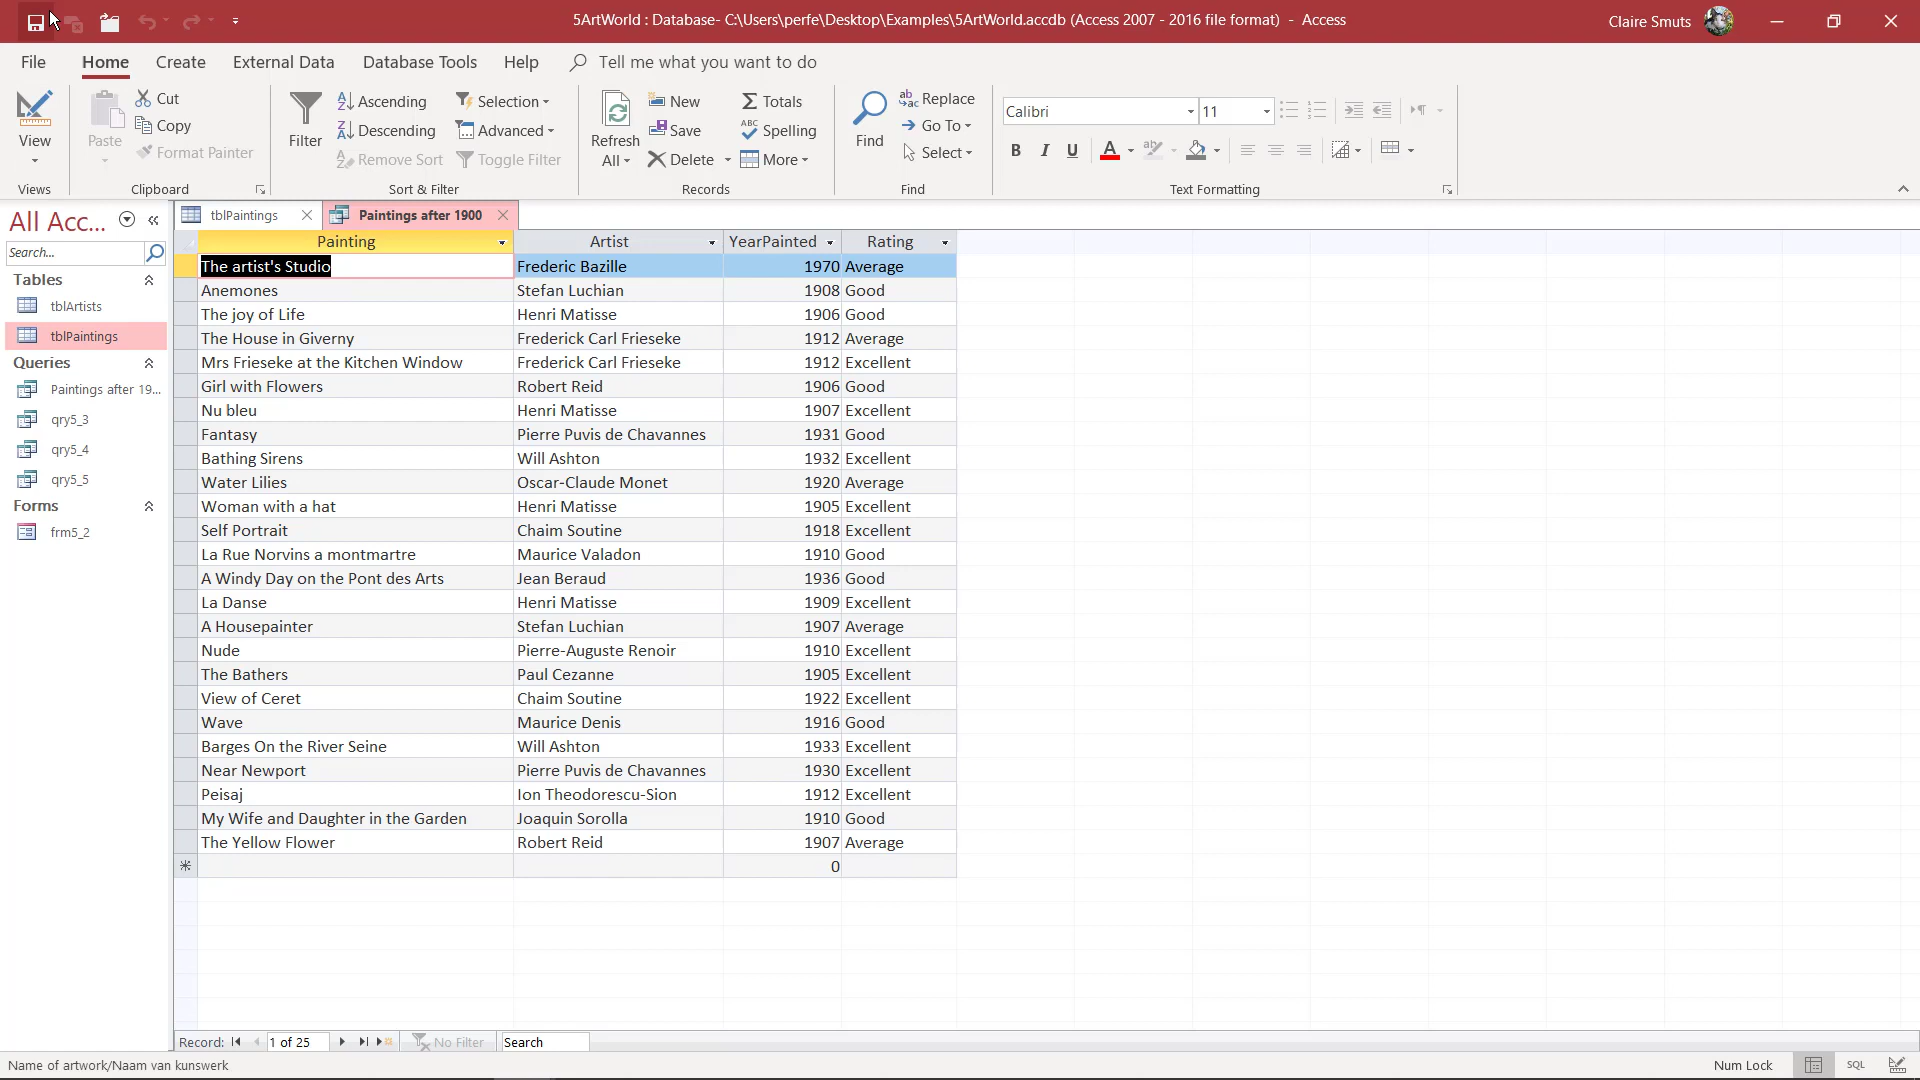 5ArtWorld : Database- C:\Users\perfe\Desktop\Examples\5ArtWorld.accdb (Access 2007 - 2016 file format) - Access
Claire Smuts
File Home Create External Data Database Tools Help Tell me what you want to do
View
Views
Paste
Cut
Copy
Format Painter
Clipboard
Filter
Ascending
Descending
Remove Sort
Selection
Advanced
Toggle Filter
Sort & Filter
Refresh
All
New
Save
Delete
Totals
Spelling
More
Records
Find
Replace
Go To
Select
Find
Calibri 11
B I U
Text Formatting
All Acc...
Search...
Tables
tblArtists
tblPaintings
Queries
Paintings after 19...
qry5_3
qry5_4
qry5_5
Forms
frm5_2
tblPaintings Paintings after 1900
Painting Artist YearPainted Rating
The artist's Studio Frederic Bazille 1970 Average
Anemones Stefan Luchian 1908 Good
The joy of Life Henri Matisse 1906 Good
The House in Giverny Frederick Carl Frieseke 1912 Average
Mrs Frieseke at the Kitchen Window Frederick Carl Frieseke 1912 Excellent
Girl with Flowers Robert Reid 1906 Good
Nu bleu Henri Matisse 1907 Excellent
Fantasy Pierre Puvis de Chavannes 1931 Good
Bathing Sirens Will Ashton 1932 Excellent
Water Lilies Oscar-Claude Monet 1920 Average
Woman with a hat Henri Matisse 1905 Excellent
Self Portrait Chaim Soutine 1918 Excellent
La Rue Norvins a montmartre Maurice Valadon 1910 Good
A Windy Day on the Pont des Arts Jean Beraud 1936 Good
La Danse Henri Matisse 1909 Excellent
A Housepainter Stefan Luchian 1907 Average
Nude Pierre-Auguste Renoir 1910 Excellent
The Bathers Paul Cezanne 1905 Excellent
View of Ceret Chaim Soutine 1922 Excellent
Wave Maurice Denis 1916 Good
Barges On the River Seine Will Ashton 1933 Excellent
Near Newport Pierre Puvis de Chavannes 1930 Excellent
Peisaj Ion Theodorescu-Sion 1912 Excellent
My Wife and Daughter in the Garden Joaquin Sorolla 1910 Good
The Yellow Flower Robert Reid 1907 Average
0
Record: 1 of 25 No Filter Search
Name of artwork/Naam van kunswerk
Num Lock SQL